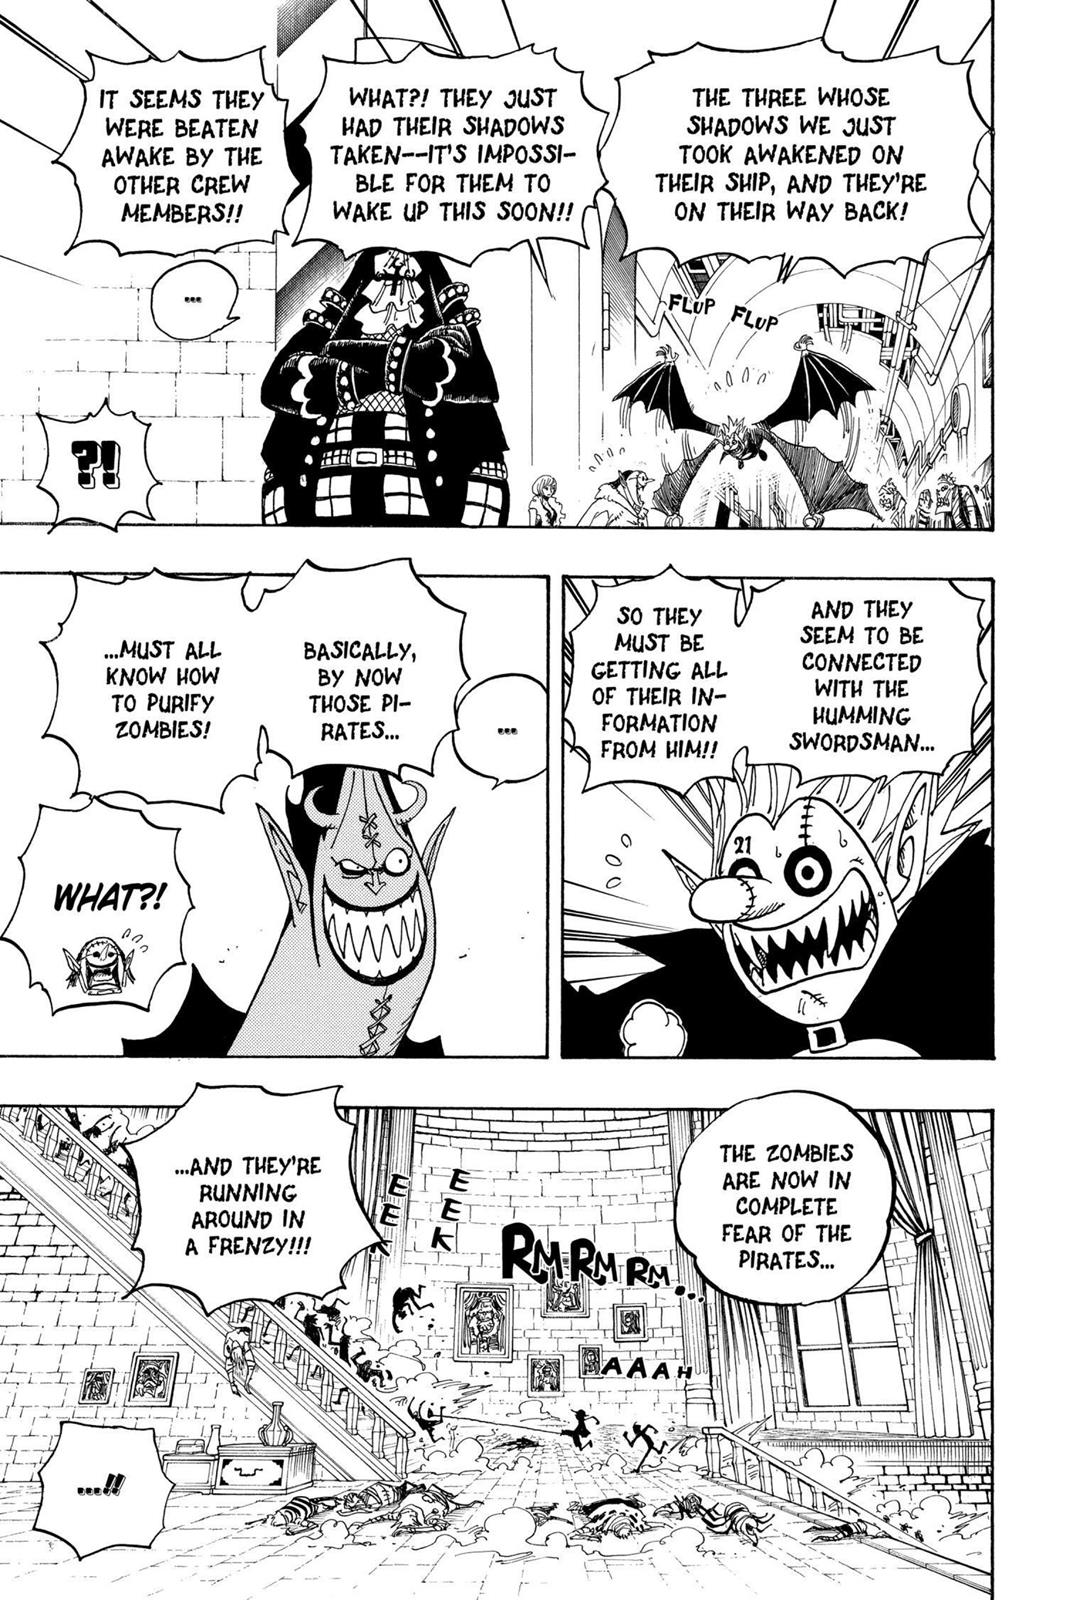 THE THREE WHOSE
SHADOWS WE JUST
TOOK AWAKENED ON
THEIR SHIP, AND THEY'RE
ON THEIR WAY BACK!
FLUP FLUP
WHAT?! THEY JUST
HAD THEIR SHADOWS
TAKEN--IT'S IMPOSSI-
BLE FOR THEM TO
WAKE UP THIS SOON!!
IT SEEMS THEY
WERE BEATEN
AWAKE BY THE
OTHER CREW
MEMBERS!!
...
?!
AND THEY
SEEM TO BE
CONNECTED
WITH THE
HUMMING
SWORDSMAN...
SO THEY
MUST BE
GETTING ALL
OF THEIR IN-
FORMATION
FROM HIM!!
21
...
BASICALLY,
BY NOW
THOSE PI-
RATES...
...MUST ALL
KNOW HOW
TO PURIFY
ZOMBIES!
WHAT?!
THE ZOMBIES
ARE NOW IN
COMPLETE
FEAR OF THE
PIRATES...
RM RM RM...
EEEK
EEEK
AAAH
...AND THEY'RE
RUNNING
AROUND IN
A FRENZY!!!
...!!